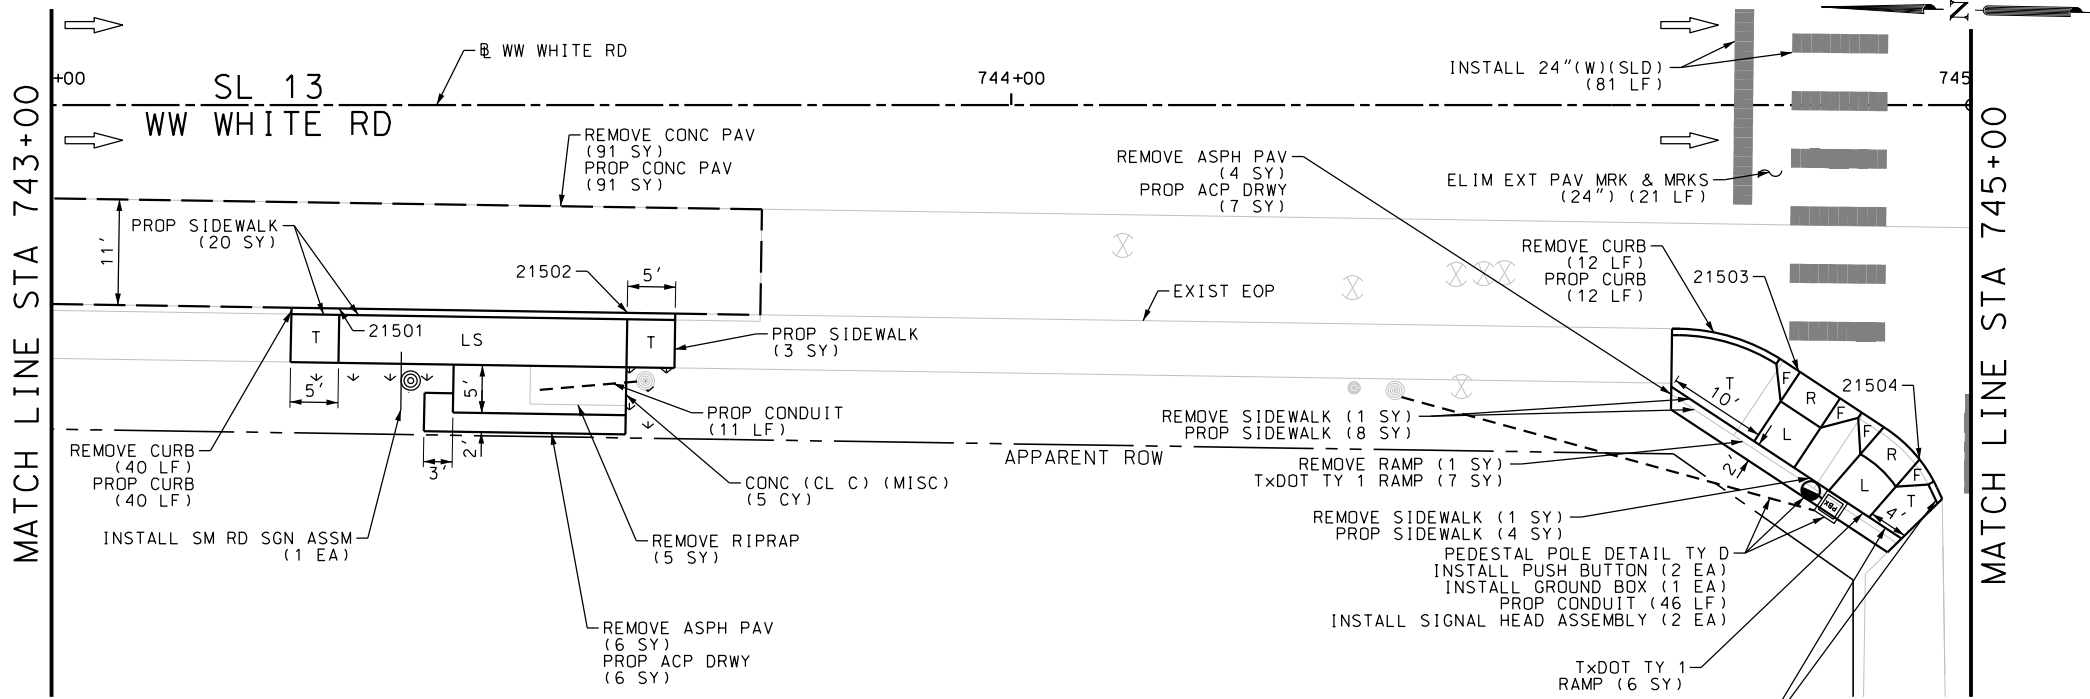 N
℄ WW WHITE RD
+00
SL 13
WW WHITE RD
744+00
745
INSTALL 24"(W)(SLD)
(81 LF)
MATCH LINE STA 743+00
MATCH LINE STA 745+00
REMOVE CONC PAV
(91 SY)
PROP CONC PAV
(91 SY)
REMOVE ASPH PAV
(4 SY)
PROP ACP DRWY
(7 SY)
ELIM EXT PAV MRK & MRKS
(24") (21 LF)
PROP SIDEWALK
(20 SY)
11'
21502
5'
EXIST EOP
REMOVE CURB
(12 LF)
PROP CURB
(12 LF)
21503
21501
T
LS
T
PROP SIDEWALK
(3 SY)
5'
5'
21504
T
10'
F
R
F
L
F
R
F
L
T
4'
2'
PBx
PROP CONDUIT
(11 LF)
REMOVE SIDEWALK (1 SY)
PROP SIDEWALK (8 SY)
REMOVE CURB
(40 LF)
PROP CURB
(40 LF)
3'
2'
APPARENT ROW
REMOVE RAMP (1 SY)
TxDOT TY 1 RAMP (7 SY)
CONC (CL C) (MISC)
(5 CY)
REMOVE SIDEWALK (1 SY)
PROP SIDEWALK (4 SY)
INSTALL SM RD SGN ASSM
(1 EA)
REMOVE RIPRAP
(5 SY)
PEDESTAL POLE DETAIL TY D
INSTALL PUSH BUTTON (2 EA)
INSTALL GROUND BOX (1 EA)
PROP CONDUIT (46 LF)
INSTALL SIGNAL HEAD ASSEMBLY (2 EA)
REMOVE ASPH PAV
(6 SY)
PROP ACP DRWY
(6 SY)
TxDOT TY 1
RAMP (6 SY)